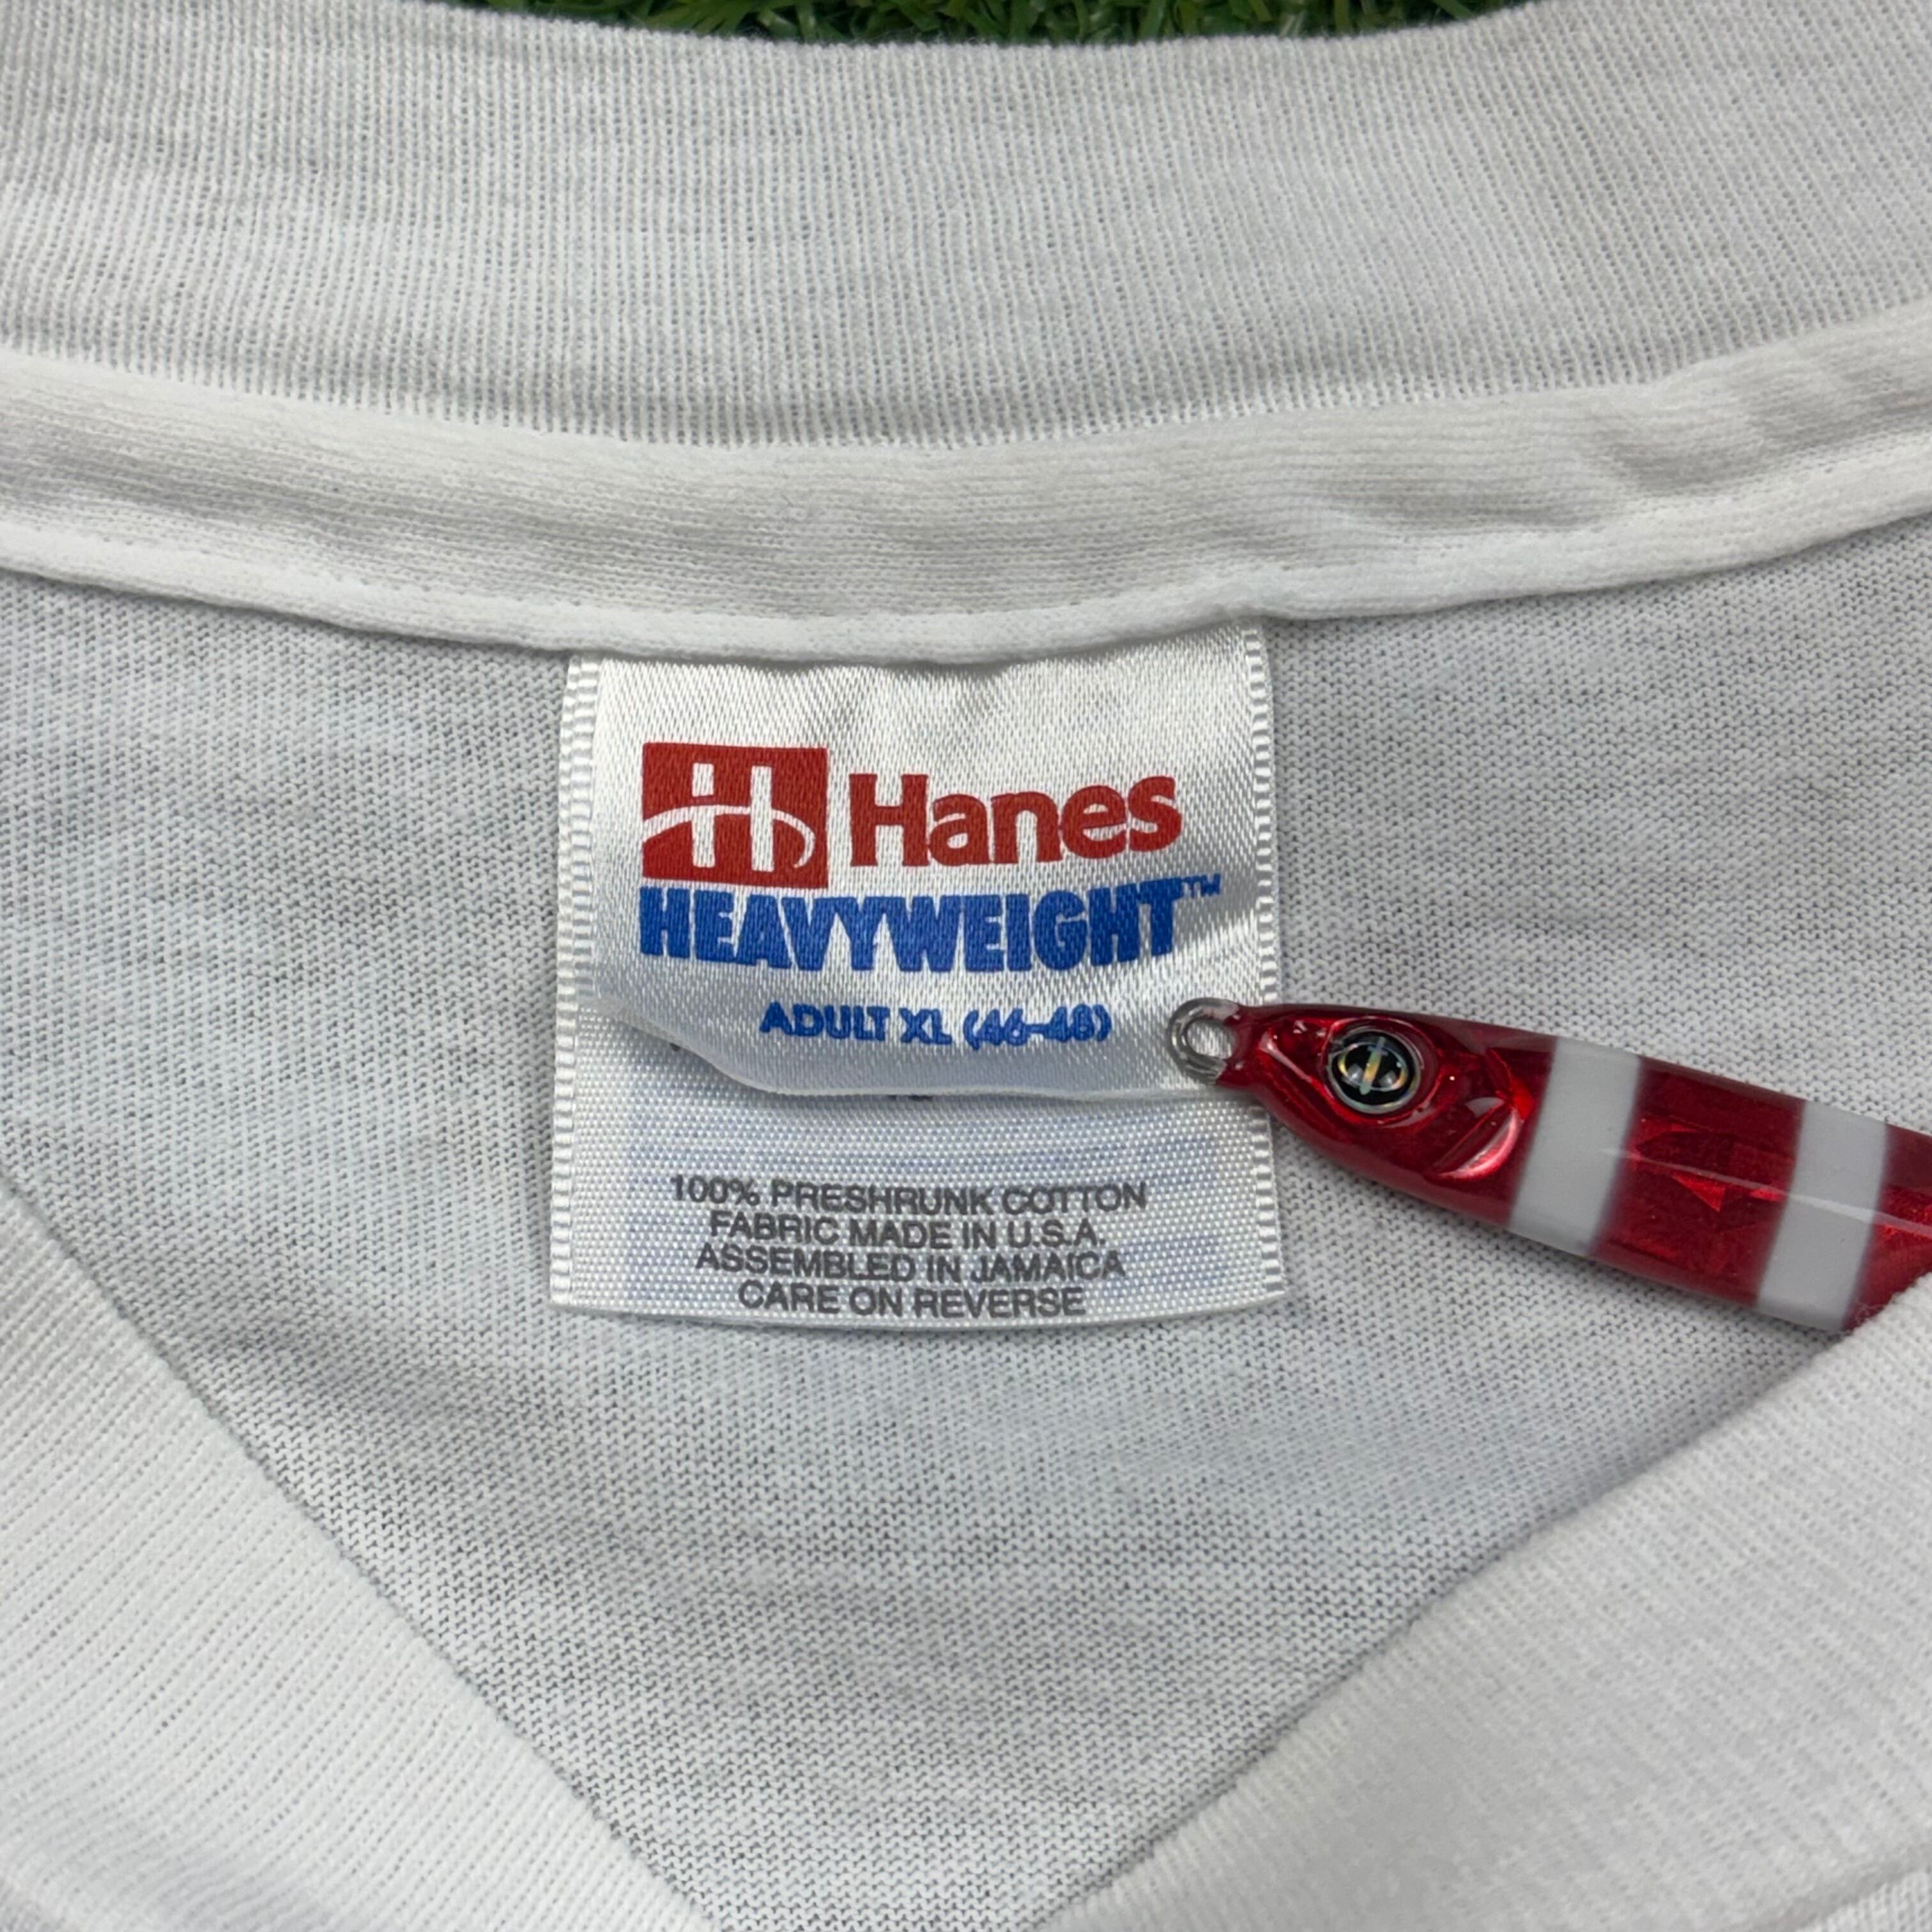 Hanes
HEAVYWEIGHT™
ADULT XL (46-48)
100% PRESHRUNK COTTON
FABRIC MADE IN U.S.A.
ASSEMBLED IN JAMAICA
CARE ON REVERSE